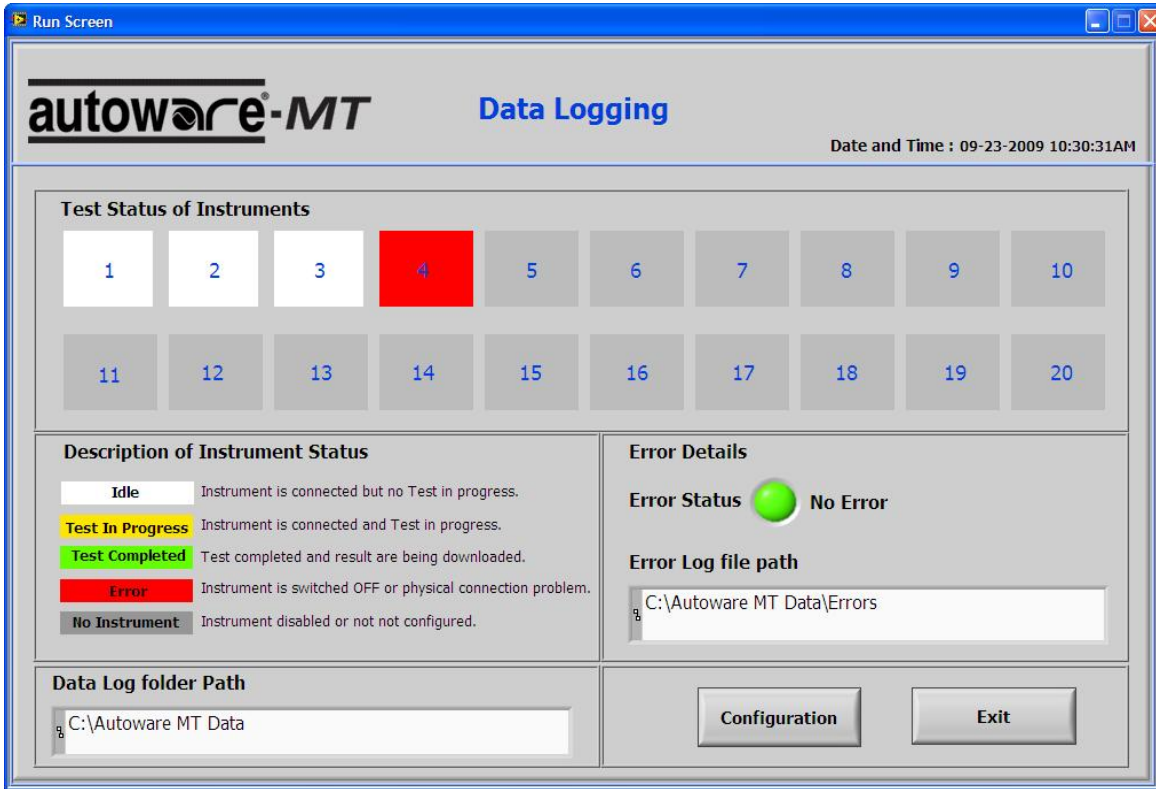 Run Screen
autoware®-MT
Data Logging
Date and Time : 09-23-2009 10:30:31AM
Test Status of Instruments
1 2 3 4 5 6 7 8 9 10
11 12 13 14 15 16 17 18 19 20
Description of Instrument Status
Idle Instrument is connected but no Test in progress.
Test In Progress Instrument is connected and Test in progress.
Test Completed Test completed and result are being downloaded.
Error Instrument is switched OFF or physical connection problem.
No Instrument Instrument disabled or not not configured.
Error Details
Error Status No Error
Error Log file path
C:\Autoware MT Data\Errors
Data Log folder Path
C:\Autoware MT Data
Configuration Exit